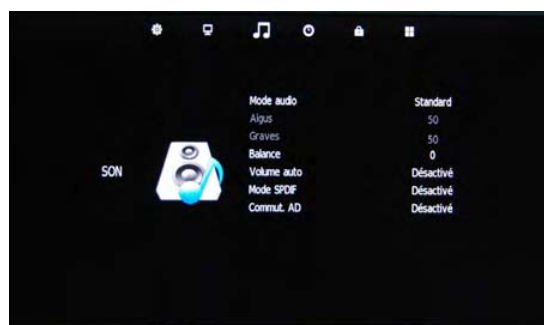 Mode audio Standard
Aigus 50
Graves 50
Balance 0
SON Volume auto Désactivé
Mode SPDIF Désactivé
Commut. AD Désactivé